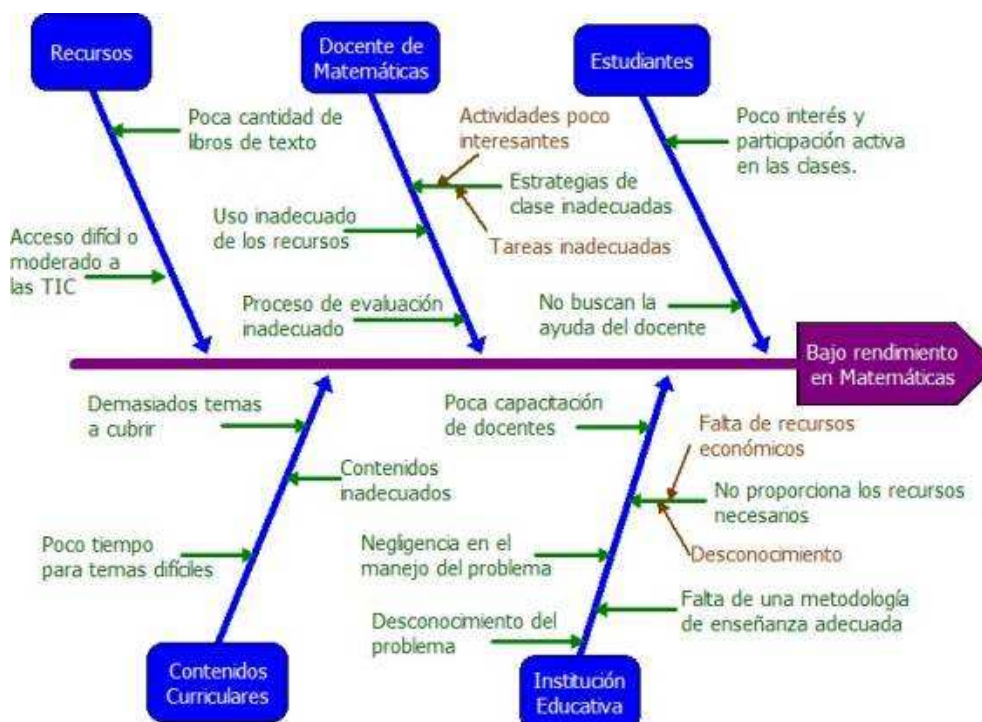 Recursos
Docente de
Matemáticas
Estudiantes
Poca cantidad de
libros de texto
Acceso difícil o
moderado a
las TIC
Actividades poco
interesantes
Estrategias de
clase inadecuadas
Tareas inadecuadas
Uso inadecuado
de los recursos
Proceso de evaluación
inadecuado
Poco interés y
participación activa
en las clases.
No buscan la
ayuda del docente
Bajo rendimiento
en Matemáticas
Demasiados temas
a cubrir
Contenidos
inadecuados
Poco tiempo
para temas difíciles
Contenidos
Curriculares
Poca capacitación
de docentes
Falta de recursos
económicos
No proporciona los recursos
necesarios
Desconocimiento
Negligencia en el
manejo del problema
Falta de una metodología
de enseñanza adecuada
Desconocimiento del
problema
Institución
Educativa